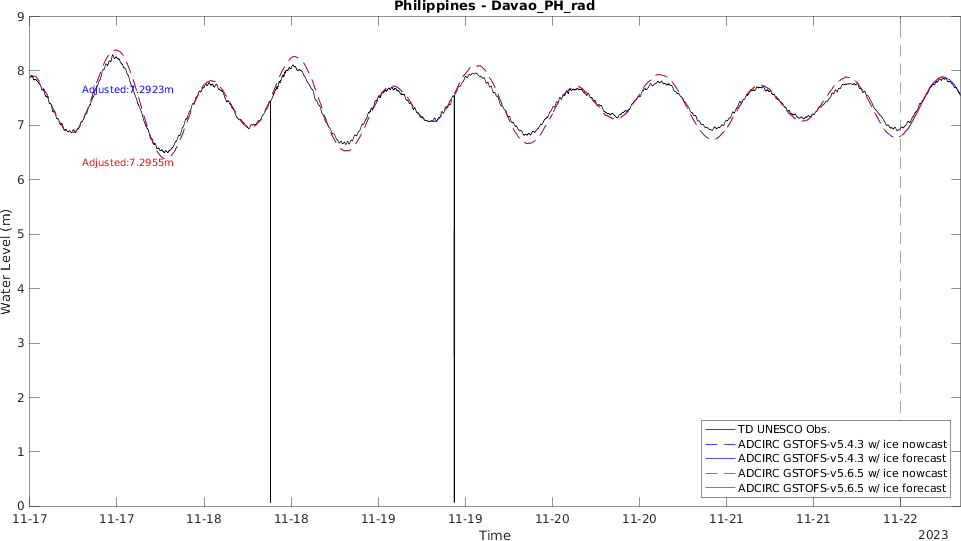 Philippines - Davao_PH_rad
9
8
7
6
5
4
3
2
1
0
Water Level (m)
Adjusted:7.2923m
Adjusted:7.2955m
TD UNESCO Obs.
ADCIRC GSTOFS-v5.4.3 w/ ice nowcast
ADCIRC GSTOFS-v5.4.3 w/ ice forecast
ADCIRC GSTOFS-v5.6.5 w/ ice nowcast
ADCIRC GSTOFS-v5.6.5 w/ ice forecast
11-17 11-17 11-18 11-18 11-19 11-19 11-20 11-20 11-21 11-21 11-22
Time
2023